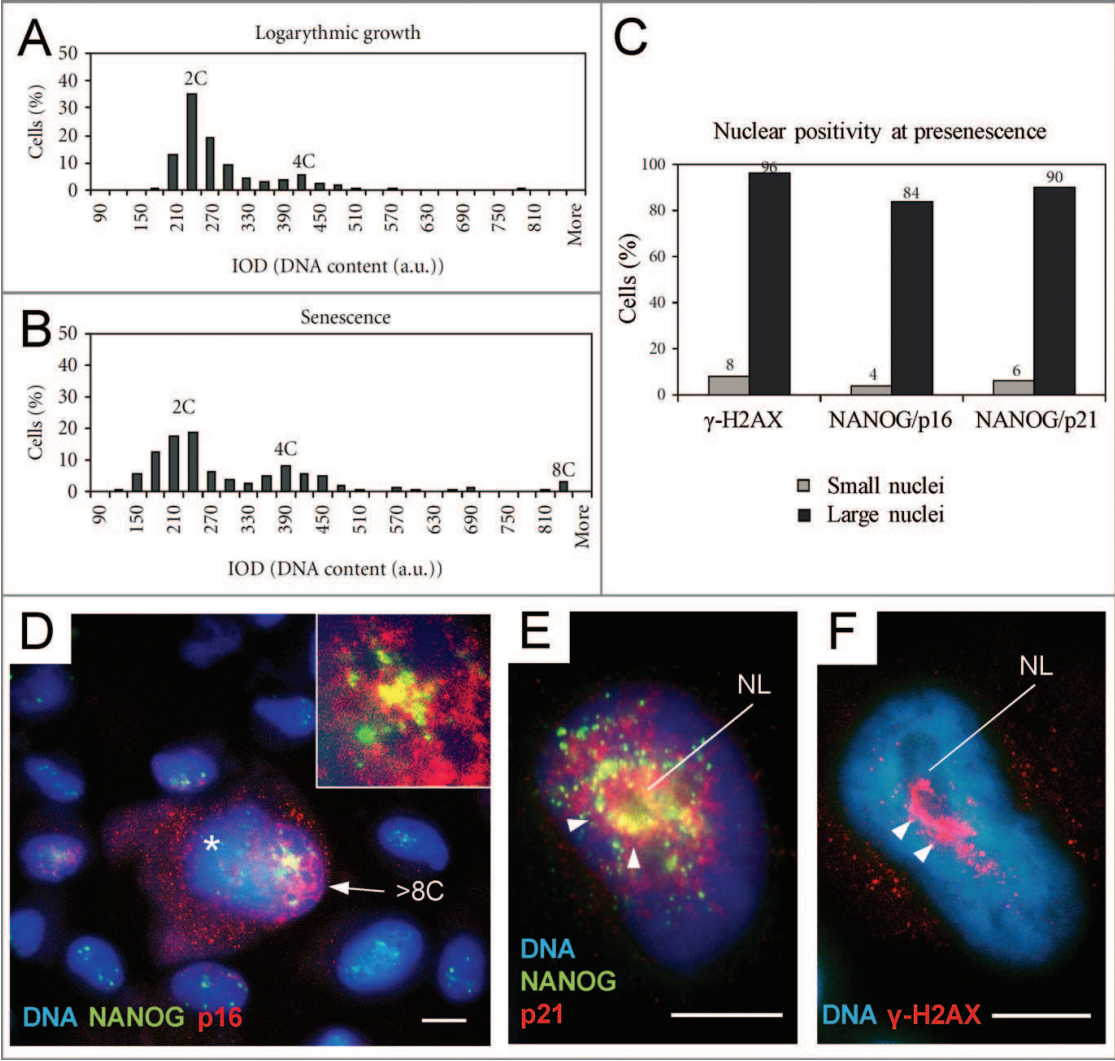 A
Logarythmic growth
50
40
30
20
10
0
Cells (%)
2C
4C
90 150 210 270 330 390 450 510 570 630 690 750 810 More
IOD (DNA content (a.u.))
B
Senescence
50
40
30
20
10
0
Cells (%)
2C
4C
8C
90 150 210 270 330 390 450 510 570 630 690 750 810 More
IOD (DNA content (a.u.))
C
Nuclear positivity at presenescence
100
80
60
40
20
0
Cells (%)
8 96
4 84
6 90
γ-H2AX NANOG/p16 NANOG/p21
Small nuclei
Large nuclei
D
*
>8C
DNA NANOG p16
E
NL
DNA
NANOG
p21
F
NL
DNA γ-H2AX